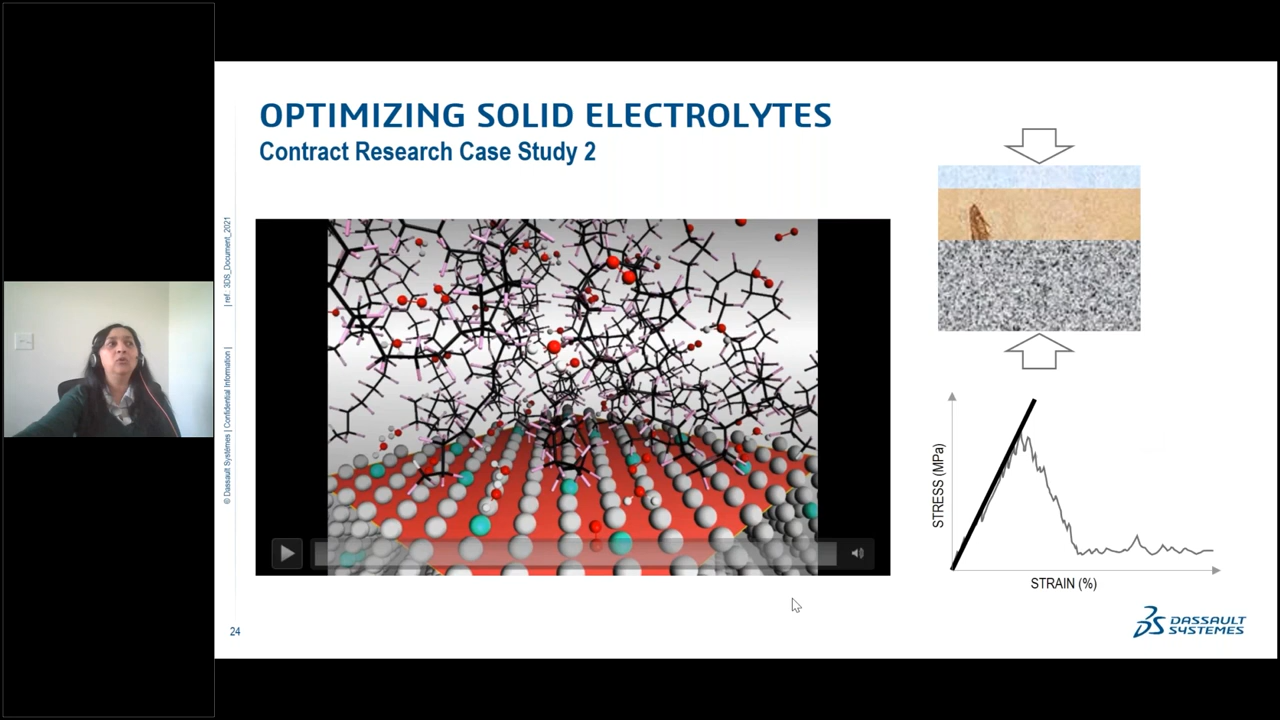 OPTIMIZING SOLID ELECTROLYTES
Contract Research Case Study 2
© Dassault Systèmes | Confidential Information | | ref.: 3DS_Document_2021
STRESS (MPa)
STRAIN (%)
24
DASSAULT
SYSTEMES